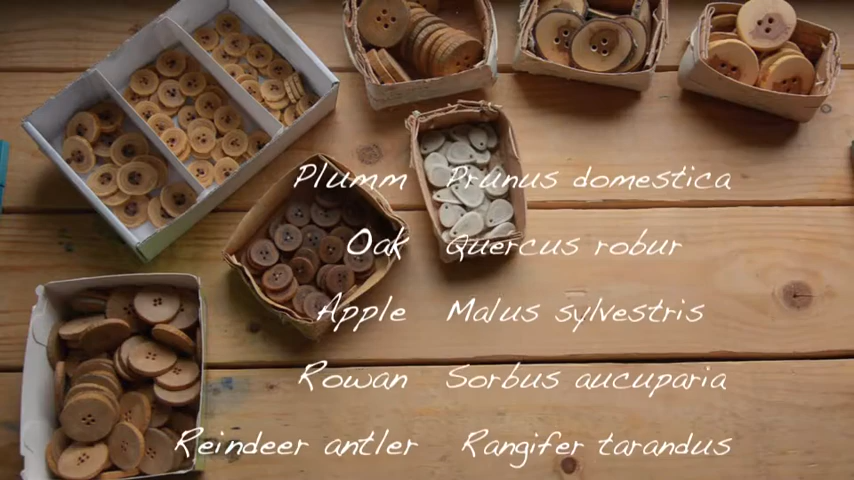 Plumm Prunus domestica
Oak Quercus robur
Apple Malus sylvestris
Rowan Sorbus aucuparia
Reindeer antler Rangifer tarandus